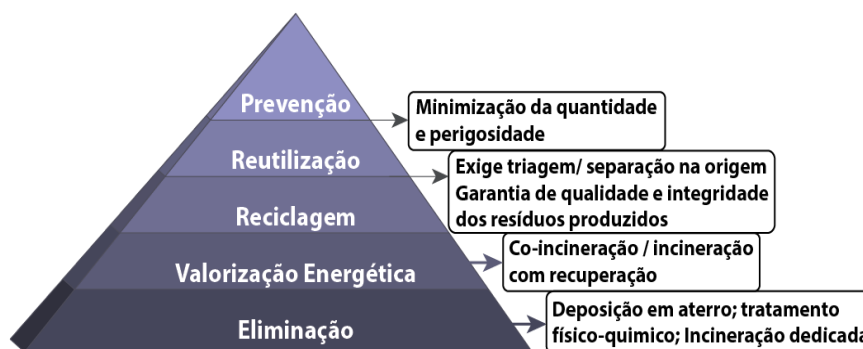 Prevenção
Minimização da quantidade
e perigosidade
Reutilização
Exige triagem/ separação na origem
Garantia de qualidade e integridade
dos resíduos produzidos
Reciclagem
Valorização Energética
Co-incineração / incineração
com recuperação
Eliminação
Deposição em aterro; tratamento
físico-quimico; Incineração dedicada